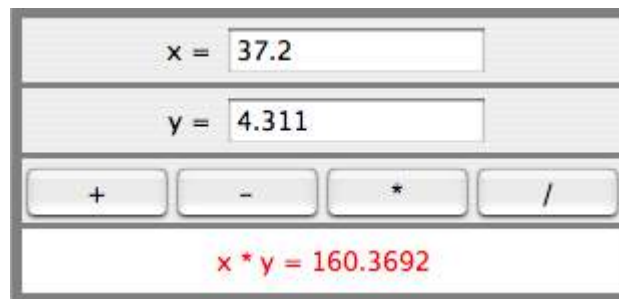 x = 37.2
y = 4.311
+ - * /
x * y = 160.3692